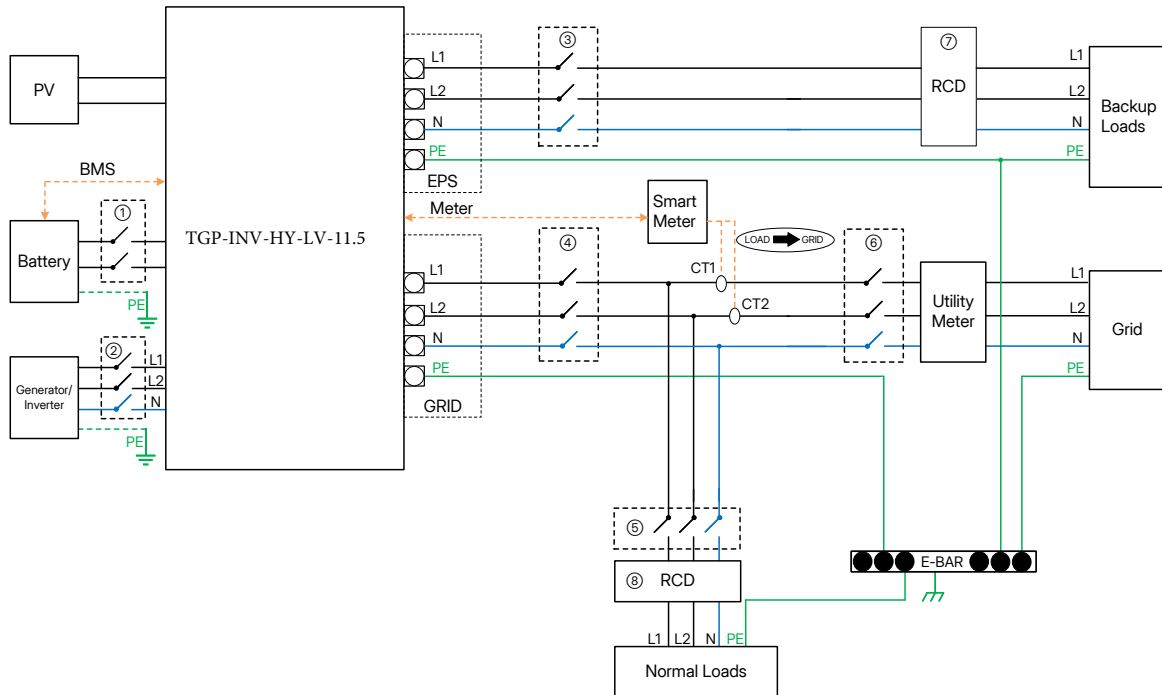 PV
BMS
①
Battery
PE
②
L1
L2
N
Generator/
Inverter
PE
TGP-INV-HY-LV-11.5
L1
L2
N
PE
EPS
③
⑦
RCD
L1
L2
N
PE
Backup
Loads
Meter
Smart
Meter
LOAD GRID
④
CT1
CT2
⑥
L1
L2
N
PE
GRID
Utility
Meter
L1
L2
N
PE
Grid
⑤
⑧ RCD
E-BAR
L1 L2 N PE
Normal Loads